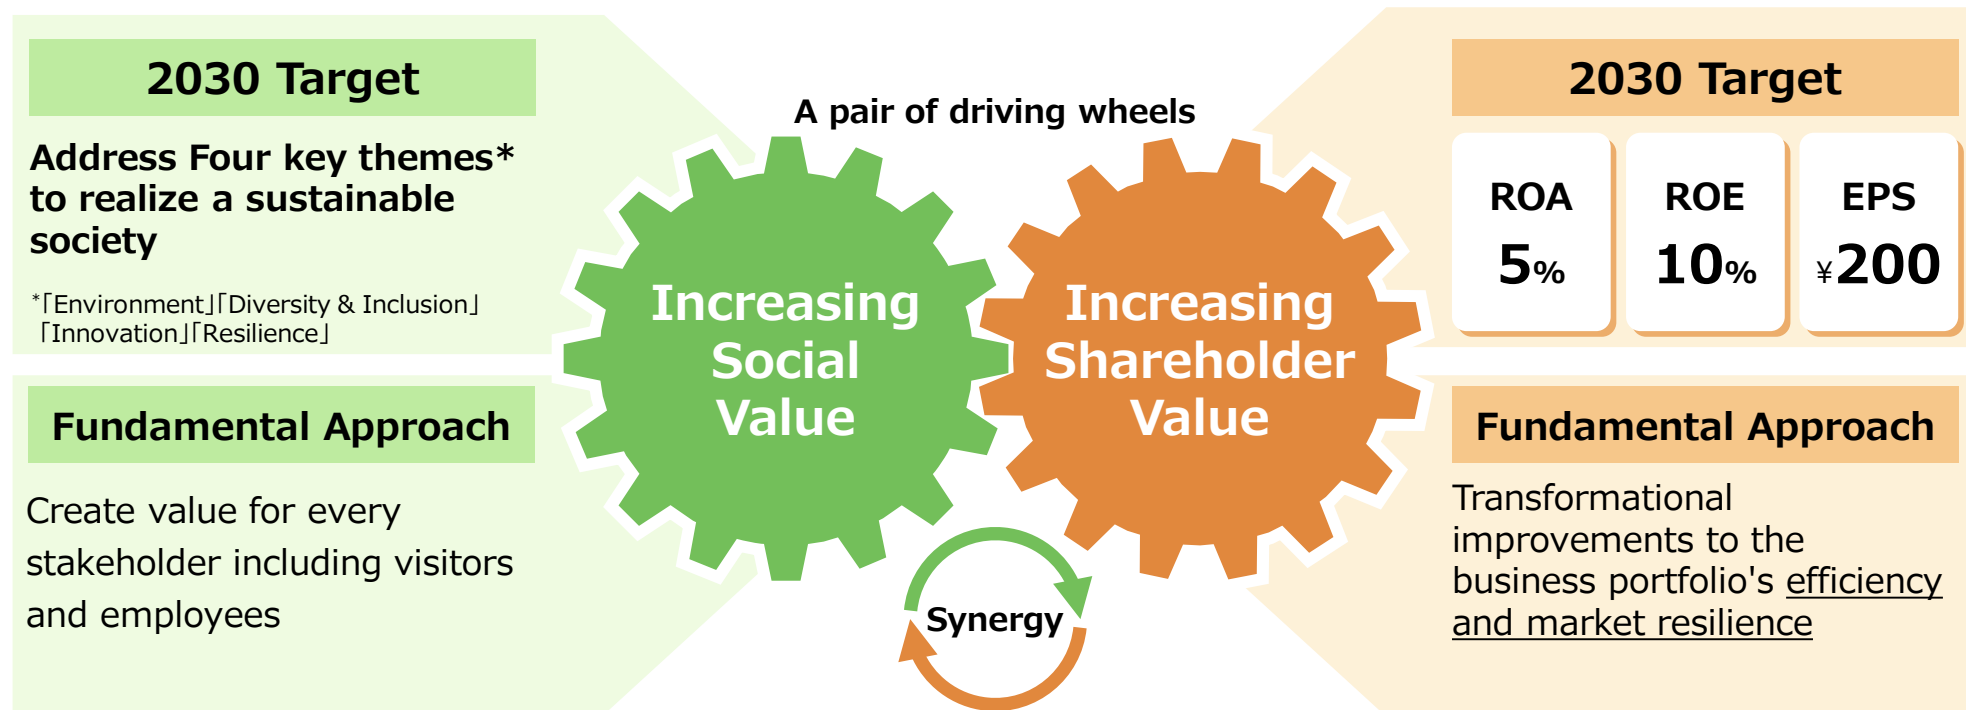 2030 Target
Address Four key themes*
to realize a sustainable
society
*｢Environment｣｢Diversity & Inclusion｣
｢Innovation｣｢Resilience｣
Fundamental Approach
Create value for every
stakeholder including visitors
and employees
A pair of driving wheels
Increasing
Social
Value
Increasing
Shareholder
Value
Synergy
2030 Target
ROA
5%
ROE
10%
EPS
¥200
Fundamental Approach
Transformational
improvements to the
business portfolio's efficiency
and market resilience